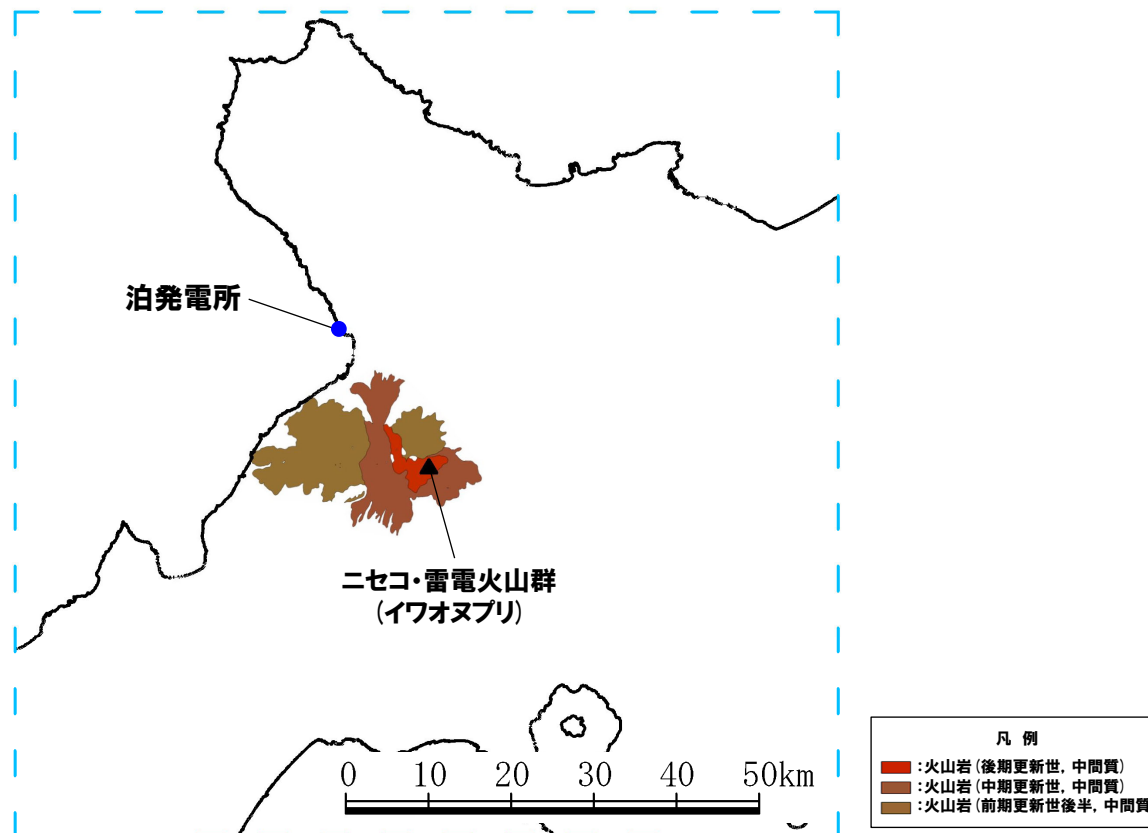 泊発電所
ニセコ・雷電火山群
(イワオヌプリ)
0 10 20 30 40 50km
凡 例
:火山岩(後期更新世, 中間質)
:火山岩(中期更新世, 中間質)
:火山岩(前期更新世後半, 中間質